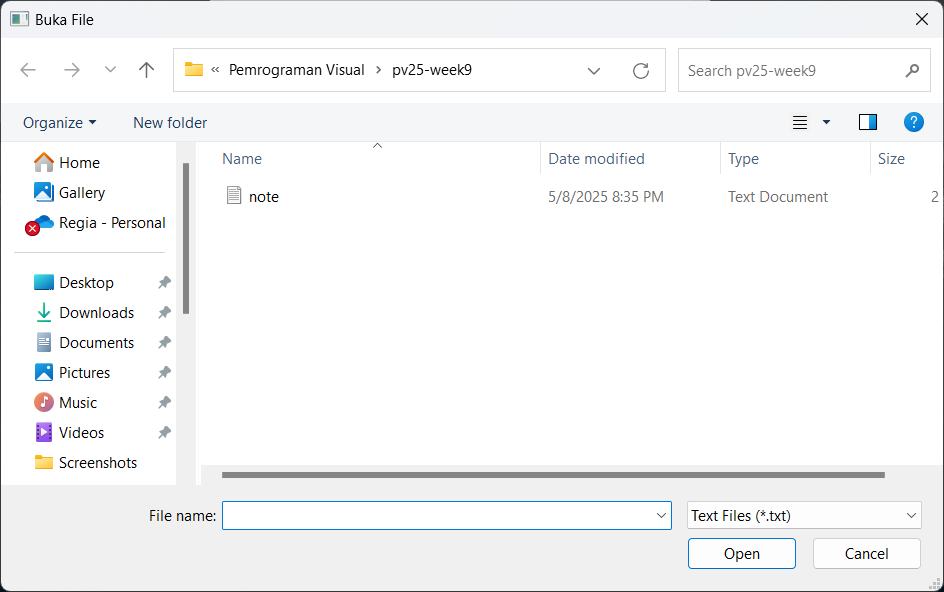 Buka File
« Pemrograman Visual > pv25-week9
Search pv25-week9
Organize
New folder
Home
Gallery
Regia - Personal
Desktop
Downloads
Documents
Pictures
Music
Videos
Screenshots
Name Date modified Type Size
note 5/8/2025 8:35 PM Text Document 2
File name:
Text Files (*.txt)
Open
Cancel